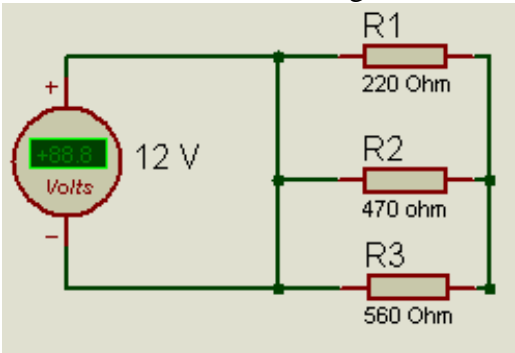 R1
+
220 Ohm
+88.8
Volts
12 V
R2
470 ohm
−
R3
560 Ohm